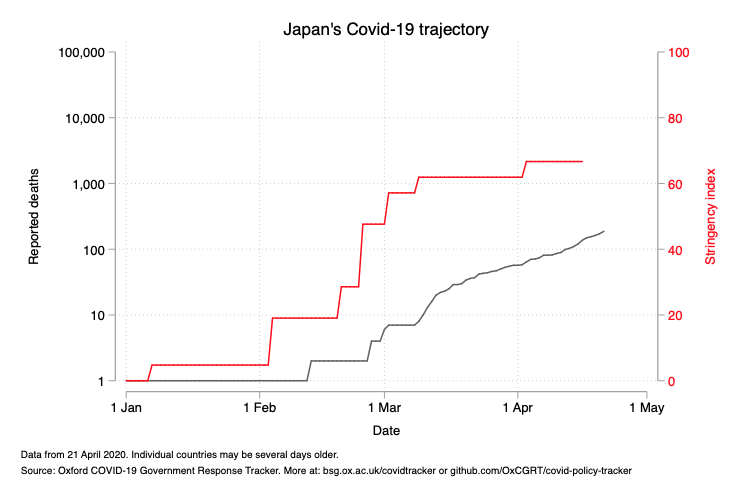 Japan's Covid-19 trajectory
100,000
10,000
1,000
100
10
1
Reported deaths
100
80
60
40
20
0
Stringency index
1 Jan
1 Feb
1 Mar
1 Apr
1 May
Date
Data from 21 April 2020. Individual countries may be several days older.
Source: Oxford COVID-19 Government Response Tracker. More at: bsg.ox.ac.uk/covidtracker or github.com/OxCGRT/covid-policy-tracker